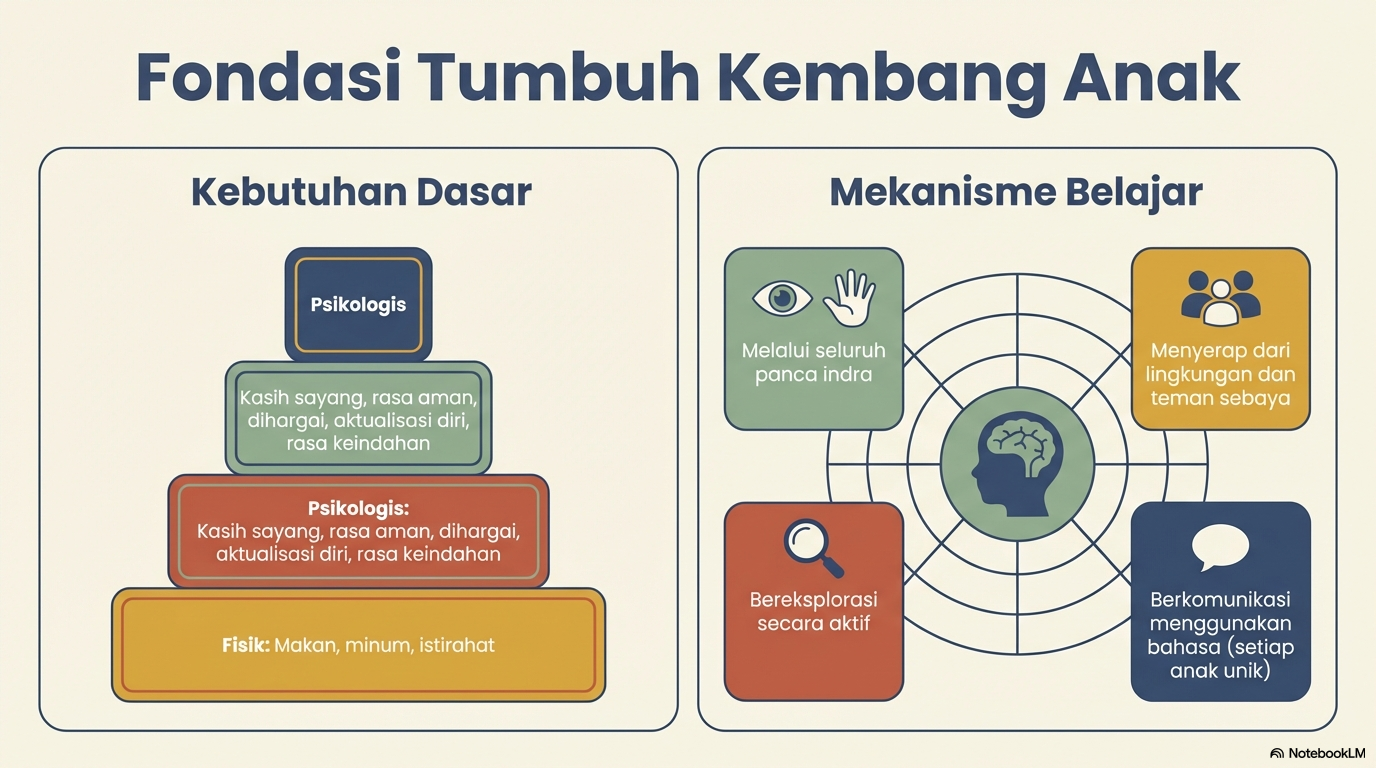 Fondasi Tumbuh Kembang Anak
Kebutuhan Dasar
Psikologis
Kasih sayang, rasa aman,
dihargai, aktualisasi diri,
rasa keindahan
Psikologis:
Kasih sayang, rasa aman, dihargai,
aktualisasi diri, rasa keindahan
Fisik: Makan, minum, istirahat
Mekanisme Belajar
Melalui seluruh
panca indra
Menyerap dari
lingkungan dan
teman sebaya
Bereksplorasi
secara aktif
Berkomunikasi
menggunakan
bahasa (setiap
anak unik)
NotebookLM